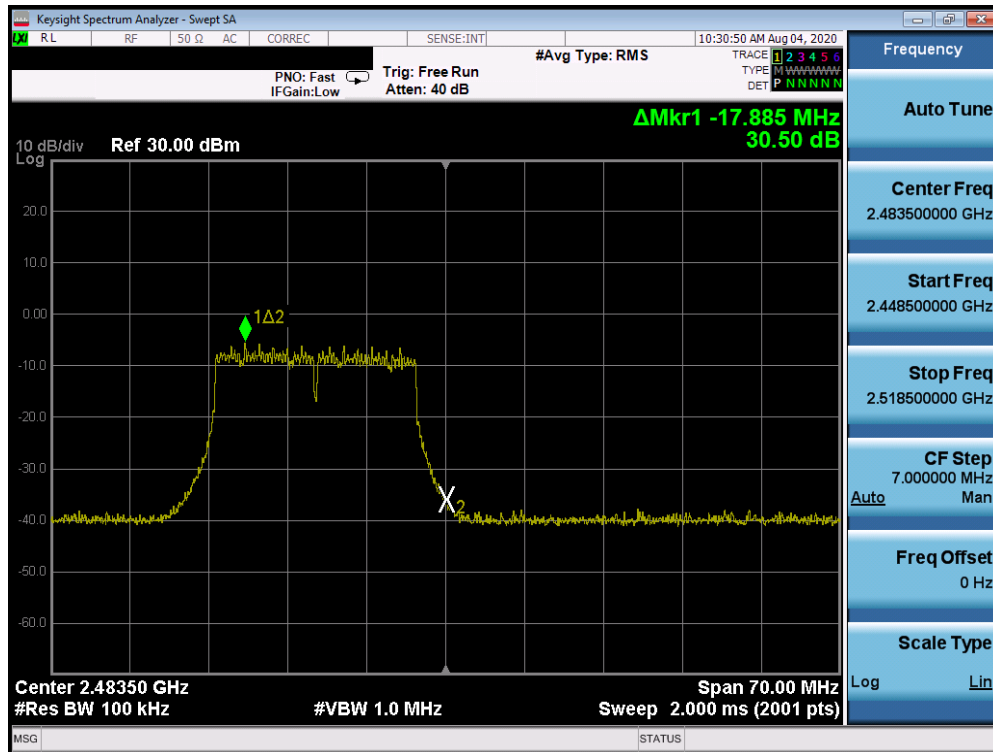 Keysight Spectrum Analyzer - Swept SA
LXI RL RF 50 Ω AC CORREC SENSE:INT 10:30:50 AM Aug 04, 2020
#Avg Type: RMS
TRACE 1 2 3 4 5 6
TYPE M W W W W W
DET P N N N N N
PNO: Fast
IFGain:Low
Trig: Free Run
Atten: 40 dB
ΔMkr1 -17.885 MHz
30.50 dB
10 dB/div
Log
Ref 30.00 dBm
20.0
10.0
0.00
-10.0
-20.0
-30.0
-40.0
-50.0
-60.0
1Δ2
2
Center 2.48350 GHz
#Res BW 100 kHz
#VBW 1.0 MHz
Span 70.00 MHz
Sweep 2.000 ms (2001 pts)
MSG
STATUS
Frequency
Auto Tune
Center Freq
2.483500000 GHz
Start Freq
2.448500000 GHz
Stop Freq
2.518500000 GHz
CF Step
7.000000 MHz
Auto Man
Freq Offset
0 Hz
Scale Type
Log Lin